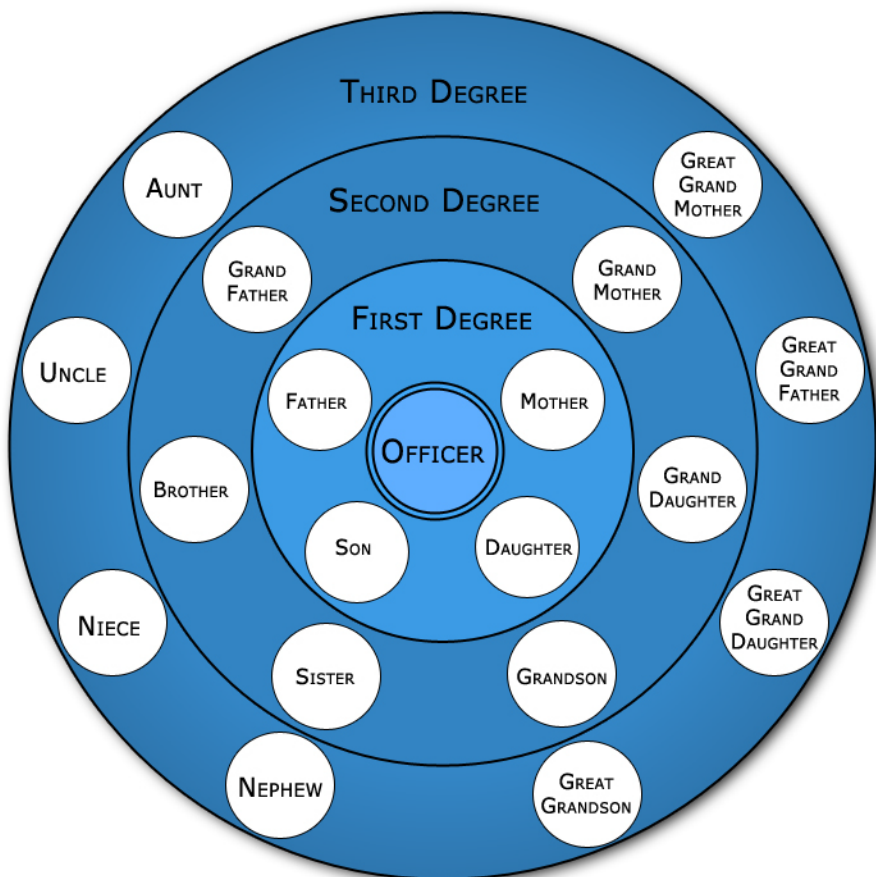 Third Degree
Aunt
Great
Grand
Mother
Second Degree
Grand
Father
Grand
Mother
First Degree
Uncle
Great
Grand
Father
Father
Mother
Officer
Brother
Grand
Daughter
Son
Daughter
Niece
Great
Grand
Daughter
Sister
Grandson
Nephew
Great
Grandson